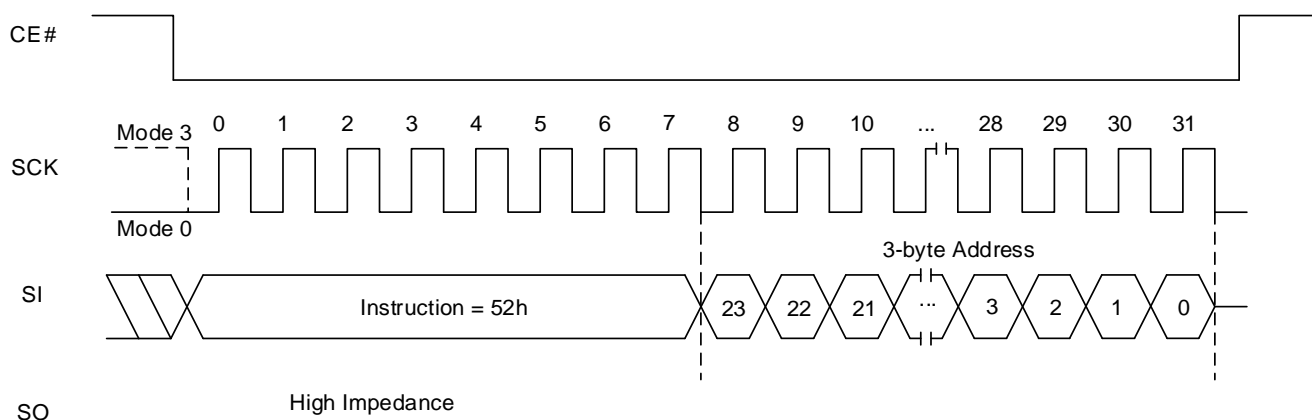 CE#
0 1 2 3 4 5 6 7 8 9 10 ... 28 29 30 31
Mode 3
SCK
Mode 0
3-byte Address
SI
Instruction = 52h 23 22 21 ... 3 2 1 0
High Impedance
SO